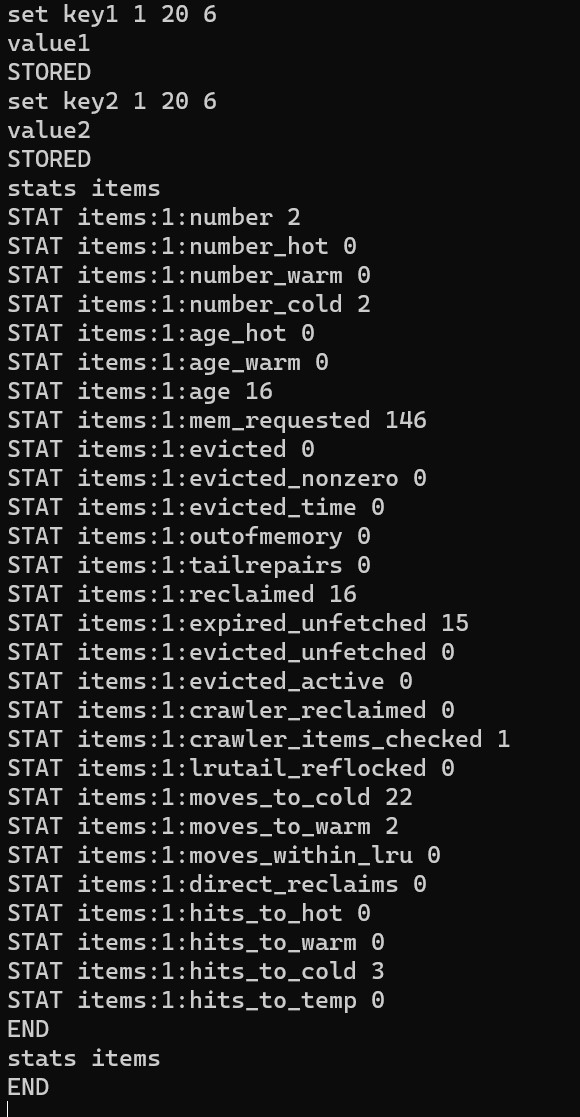 set key1 1 20 6
value1
STORED
set key2 1 20 6
value2
STORED
stats items
STAT items:1:number 2
STAT items:1:number_hot 0
STAT items:1:number_warm 0
STAT items:1:number_cold 2
STAT items:1:age_hot 0
STAT items:1:age_warm 0
STAT items:1:age 16
STAT items:1:mem_requested 146
STAT items:1:evicted 0
STAT items:1:evicted_nonzero 0
STAT items:1:evicted_time 0
STAT items:1:outofmemory 0
STAT items:1:tailrepairs 0
STAT items:1:reclaimed 16
STAT items:1:expired_unfetched 15
STAT items:1:evicted_unfetched 0
STAT items:1:evicted_active 0
STAT items:1:crawler_reclaimed 0
STAT items:1:crawler_items_checked 1
STAT items:1:lrutail_reflocked 0
STAT items:1:moves_to_cold 22
STAT items:1:moves_to_warm 2
STAT items:1:moves_within_lru 0
STAT items:1:direct_reclaims 0
STAT items:1:hits_to_hot 0
STAT items:1:hits_to_warm 0
STAT items:1:hits_to_cold 3
STAT items:1:hits_to_temp 0
END
stats items
END